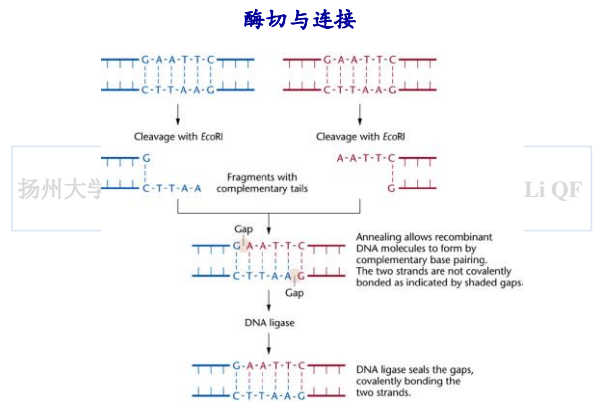 酶切与连接
G-A-A-T-T-C G-A-A-T-T-C
C-T-T-A-A-G C-T-T-A-A-G
Cleavage with EcoRI Cleavage with EcoRI
G A-A-T-T-C
C-T-T-A-A G
Fragments with
complementary tails
扬州大学 Li QF
Gap
G A-A-T-T-C
C-T-T-A-A G
Gap
Annealing allows recombinant
DNA molecules to form by
complementary base pairing.
The two strands are not covalently
bonded as indicated by shaded gaps.
DNA ligase
G-A-A-T-T-C
C-T-T-A-A-G
DNA ligase seals the gaps,
covalently bonding the
two strands.